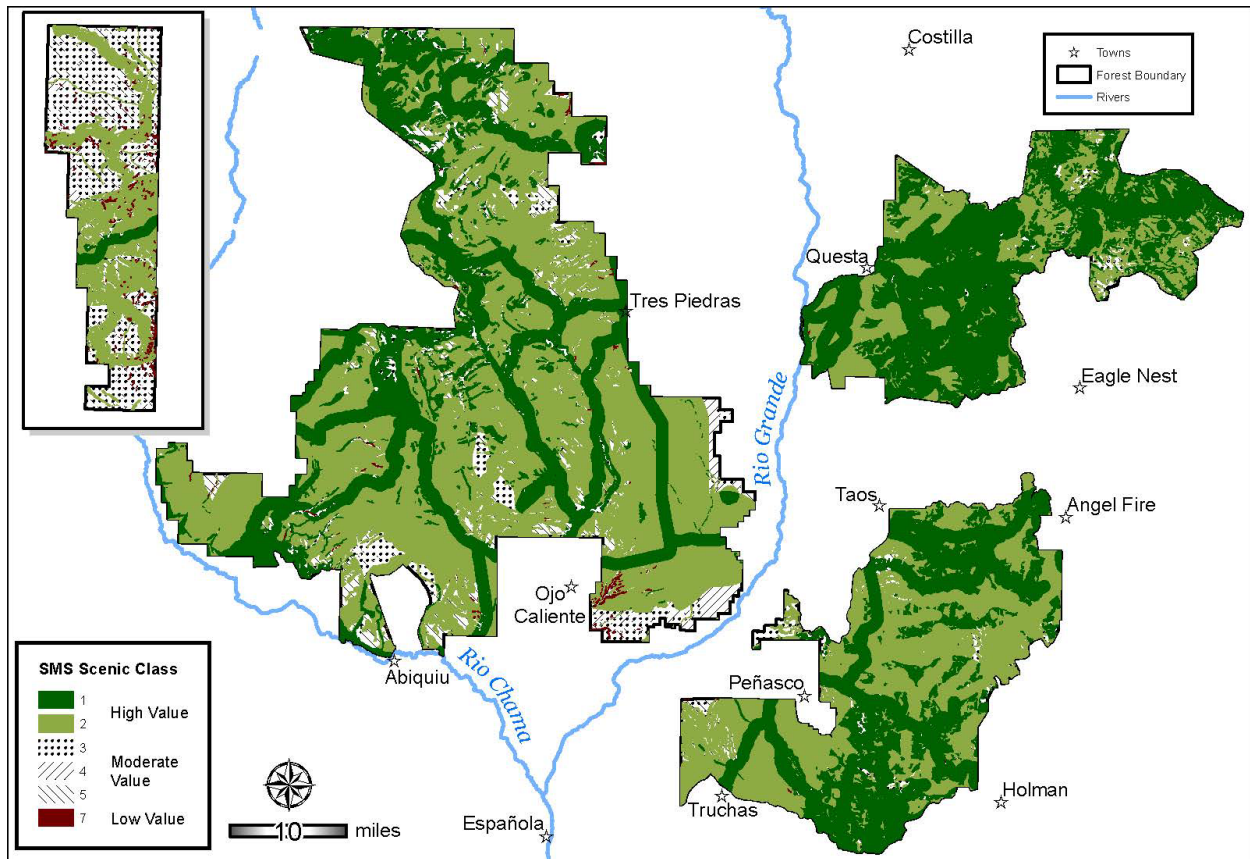 Costilla
Towns
Forest Boundary
Rivers
Questa
Tres Piedras
Eagle Nest
Rio Grande
Taos
Angel Fire
Ojo
Caliente
Abiquiu
Rio Chama
Peñasco
Truchas
Holman
Española
SMS Scenic Class
1
High Value
2
3
Moderate
4
Value
5
7 Low Value
10 miles